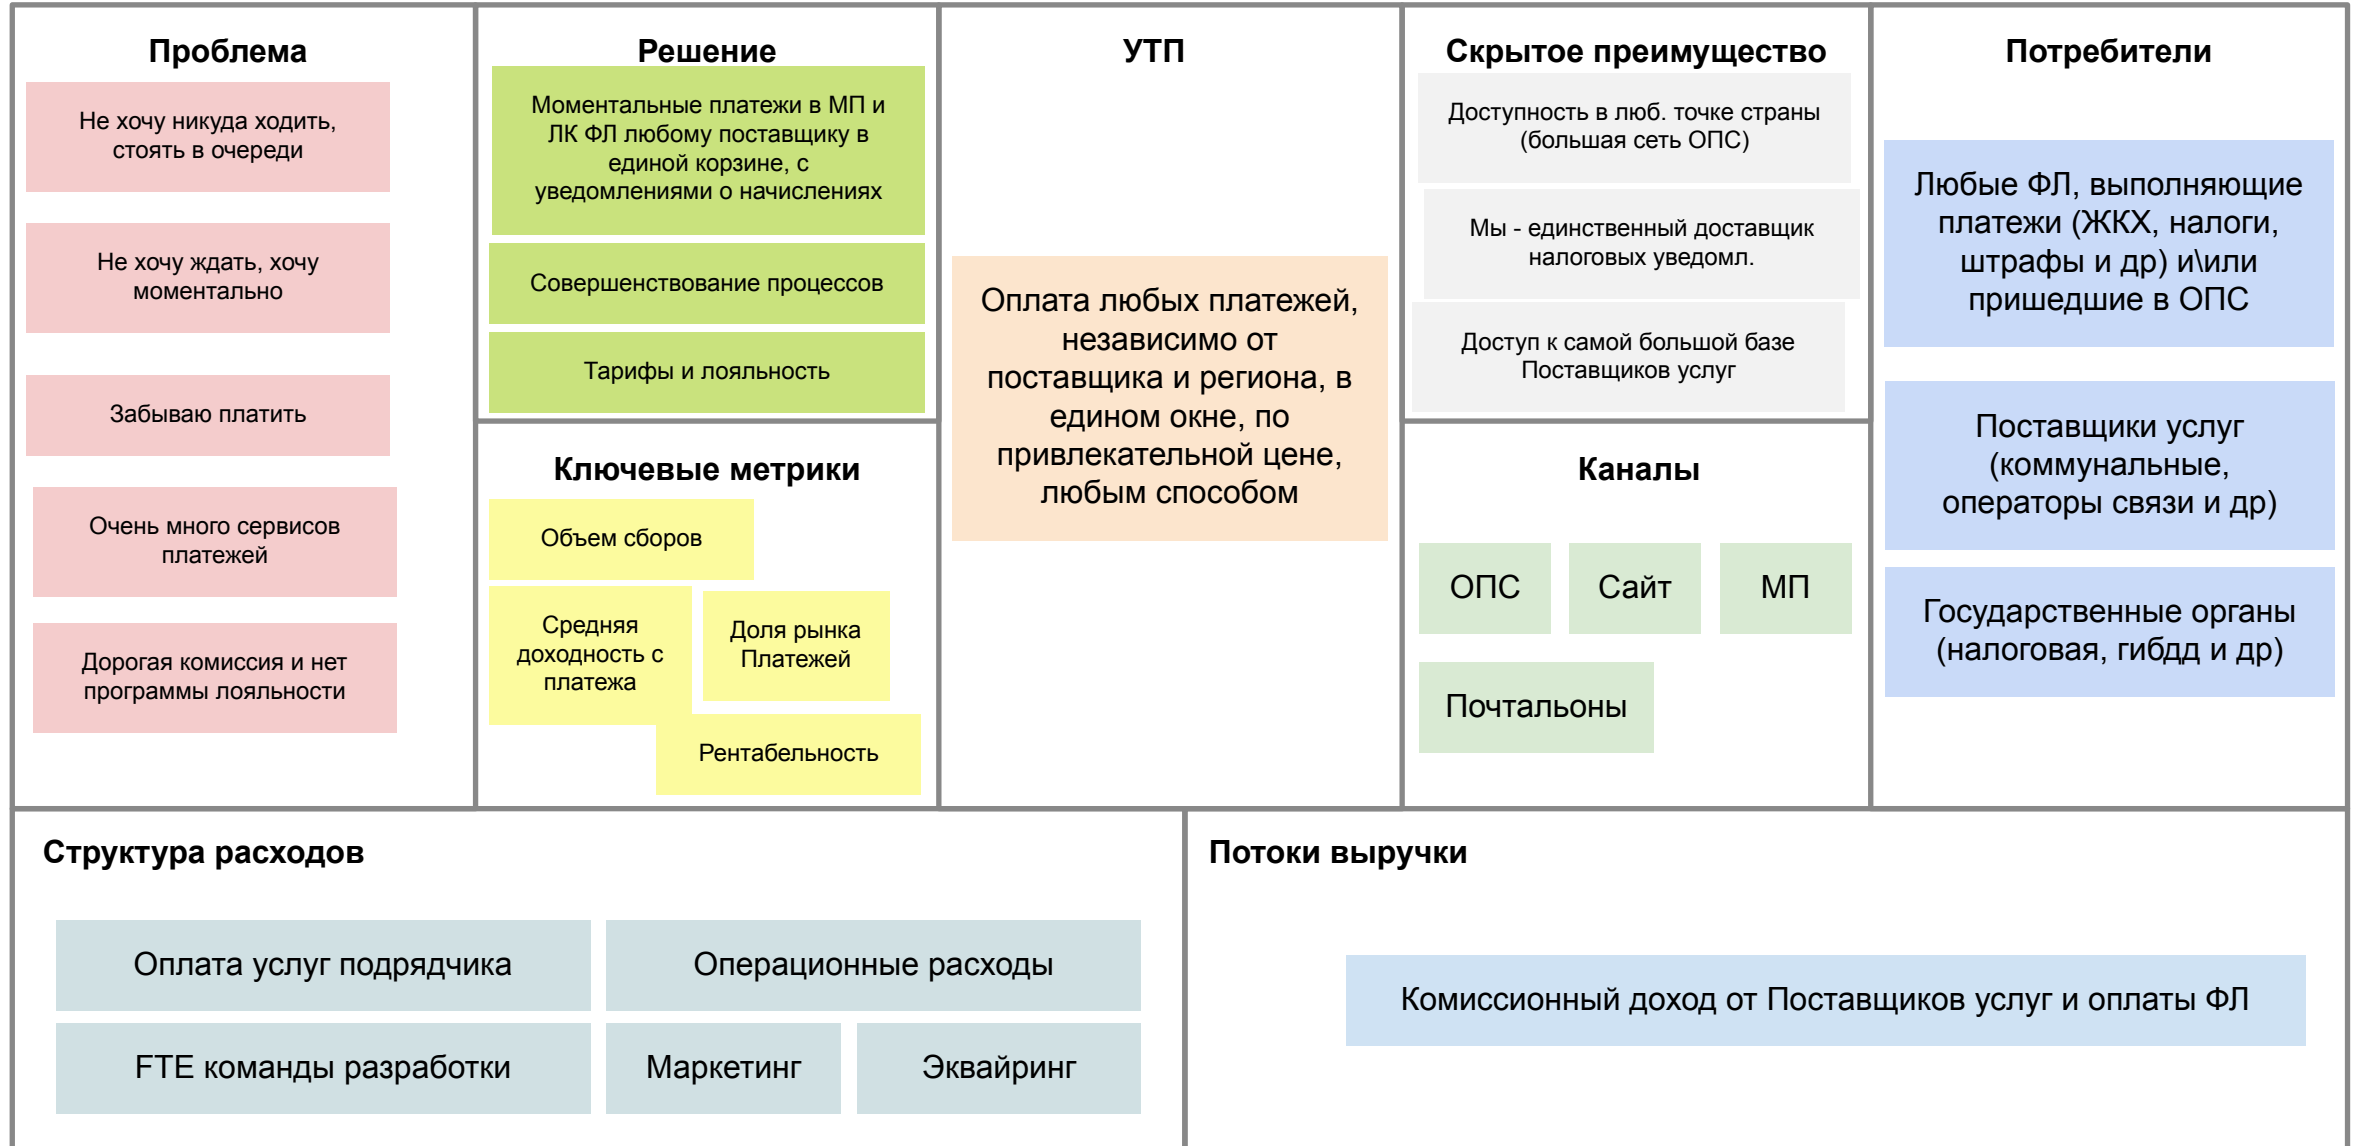 Проблема
Не хочу никуда ходить,
стоять в очереди
Не хочу ждать, хочу
моментально
Забываю платить
Очень много сервисов
платежей
Дорогая комиссия и нет
программы лояльности
Решение
Моментальные платежи в МП и
ЛК ФЛ любому поставщику в
единой корзине, с
уведомлениями о начислениях
Совершенствование процессов
Тарифы и лояльность
Ключевые метрики
Объем сборов
Средняя
доходность с
платежа
Доля рынка
Платежей
Рентабельность
УТП
Оплата любых платежей,
независимо от
поставщика и региона, в
едином окне, по
привлекательной цене,
любым способом
Скрытое преимущество
Доступность в люб. точке страны
(большая сеть ОПС)
Мы - единственный доставщик
налоговых уведомл.
Доступ к самой большой базе
Поставщиков услуг
Каналы
ОПС
Сайт
МП
Почтальоны
Потребители
Любые ФЛ, выполняющие
платежи (ЖКХ, налоги,
штрафы и др) и\или
пришедшие в ОПС
Поставщики услуг
(коммунальные,
операторы связи и др)
Государственные органы
(налоговая, гибдд и др)
Структура расходов
Оплата услуг подрядчика
Операционные расходы
FTE команды разработки
Маркетинг
Эквайринг
Потоки выручки
Комиссионный доход от Поставщиков услуг и оплаты ФЛ